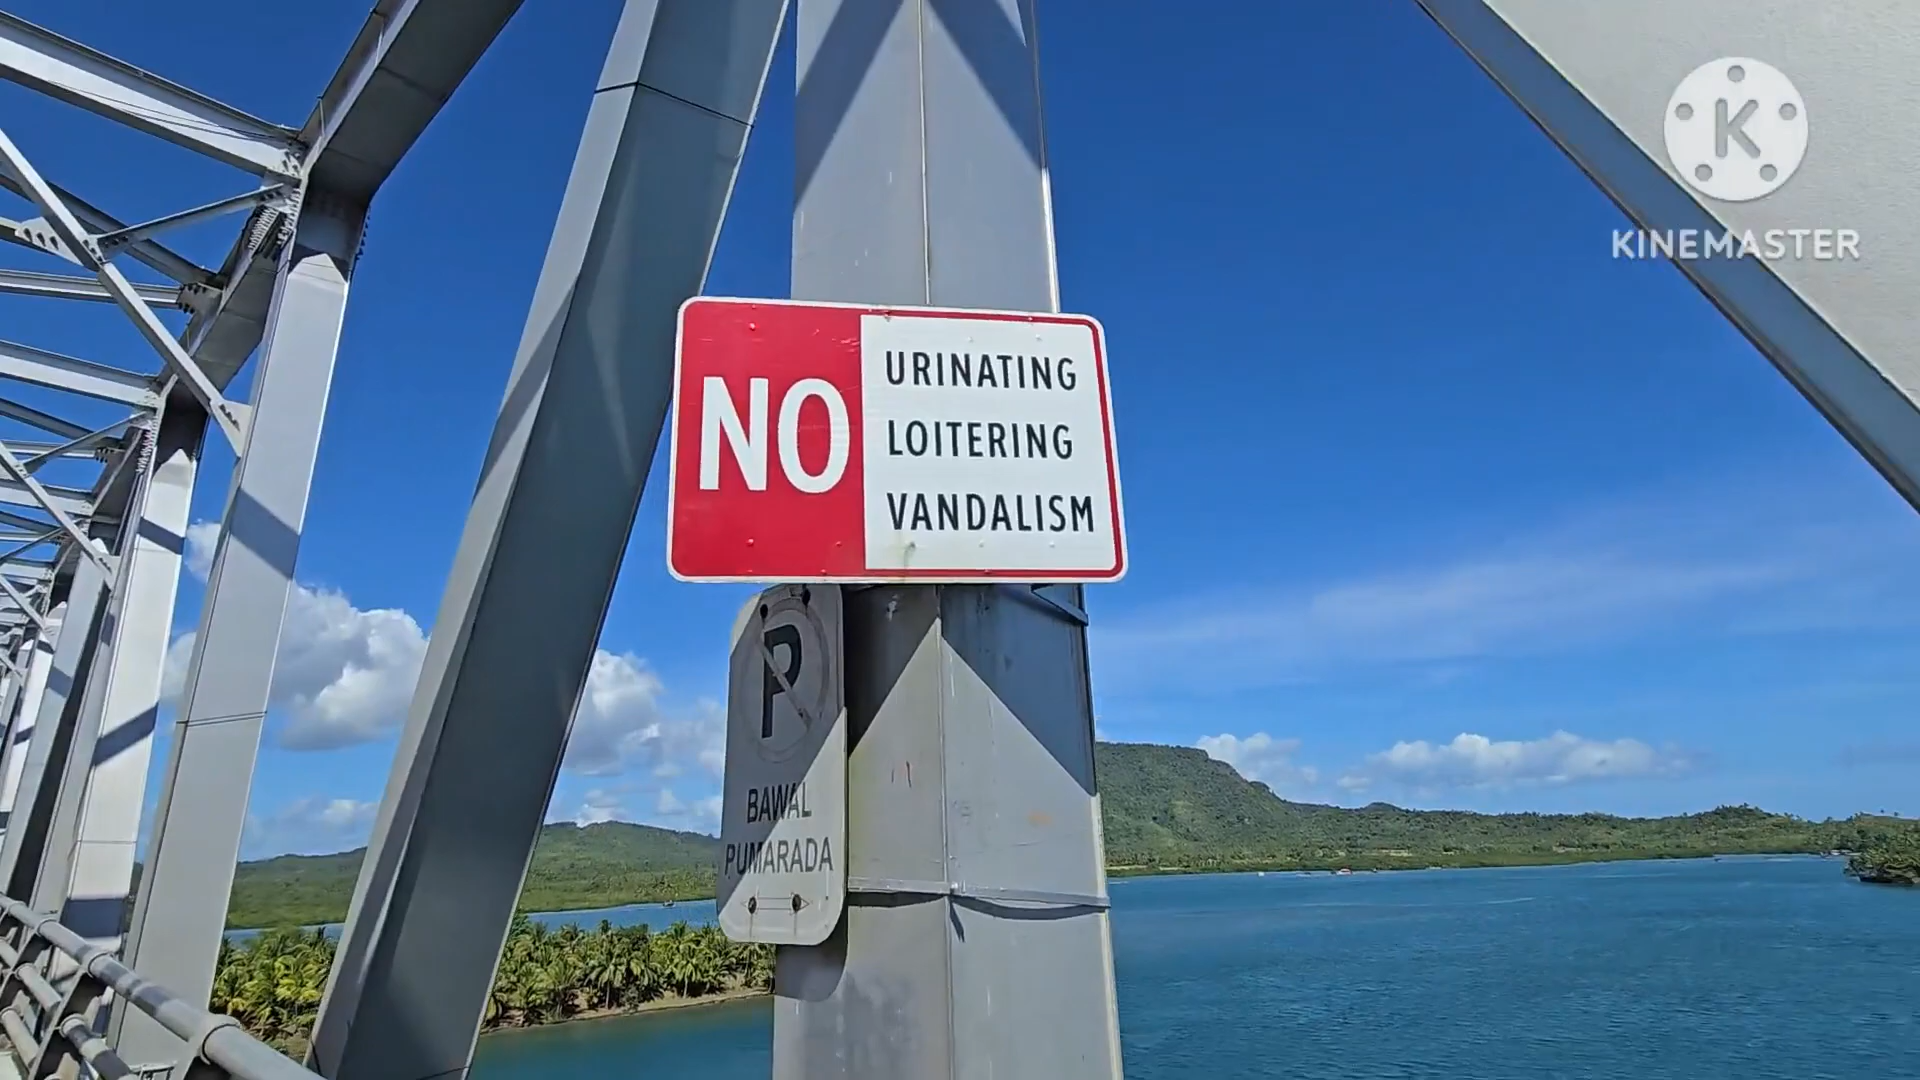 K
KINEMASTER
NO
URINATING
LOITERING
VANDALISM
P
BAWAL
PUMARADA